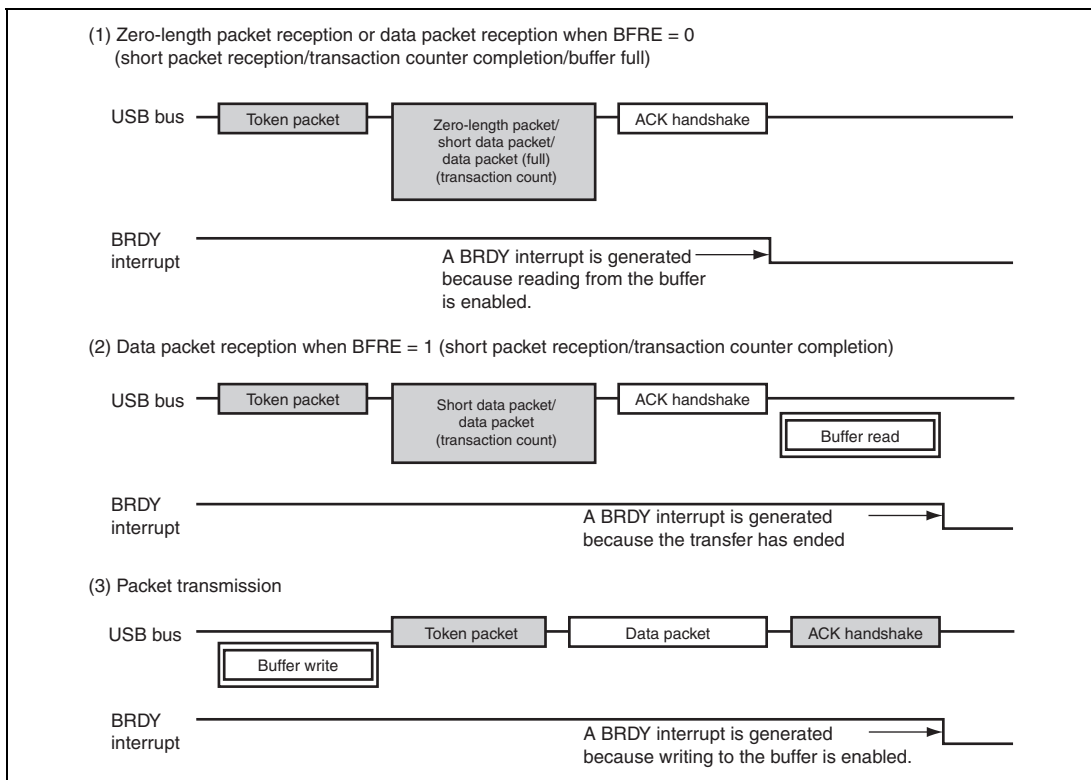 (1) Zero-length packet reception or data packet reception when BFRE = 0
(short packet reception/transaction counter completion/buffer full)
USB bus
Token packet
Zero-length packet/
short data packet/
data packet (full)
(transaction count)
ACK handshake
BRDY
interrupt
A BRDY interrupt is generated
because reading from the buffer
is enabled.
(2) Data packet reception when BFRE = 1 (short packet reception/transaction counter completion)
USB bus
Token packet
Short data packet/
data packet
(transaction count)
ACK handshake
Buffer read
BRDY
interrupt
A BRDY interrupt is generated
because the transfer has ended
(3) Packet transmission
USB bus
Token packet
Data packet
ACK handshake
Buffer write
BRDY
interrupt
A BRDY interrupt is generated
because writing to the buffer is enabled.